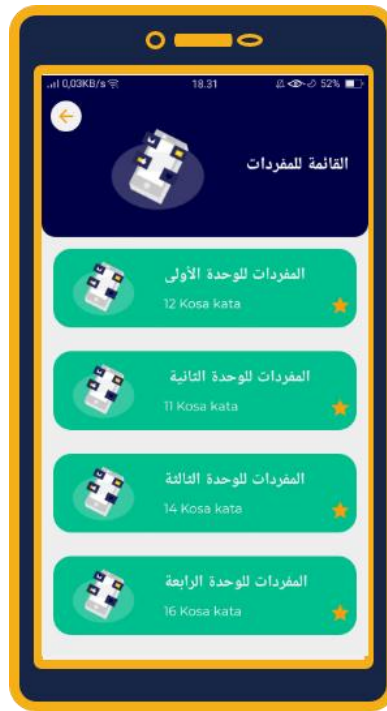 0,03KB/s 18.31 52%
القائمة للمفردات
المفردات للوحدة الأولى
12 Kosa kata
المفردات للوحدة الثانية
11 Kosa kata
المفردات للوحدة الثالثة
14 Kosa kata
المفردات للوحدة الرابعة
16 Kosa kata